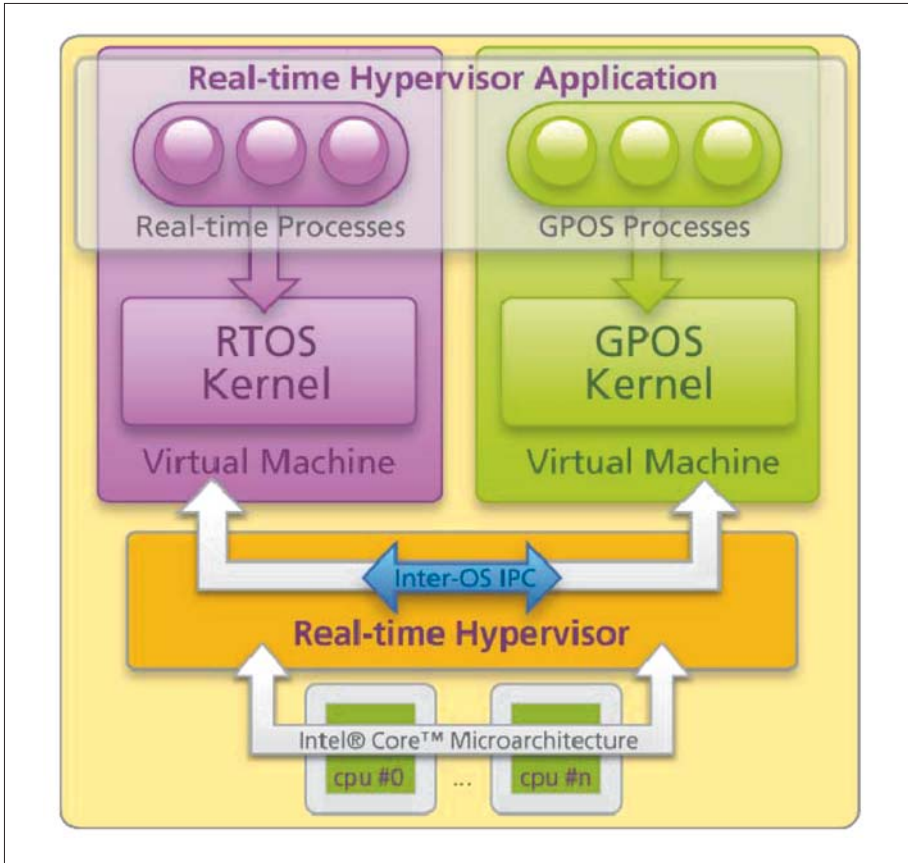 Real-time Hypervisor Application
Real-time Processes
GPOS Processes
RTOS
Kernel
GPOS
Kernel
Virtual Machine
Virtual Machine
Inter-OS IPC
Real-time Hypervisor
Intel® Core™ Microarchitecture
cpu #0 ... cpu #n